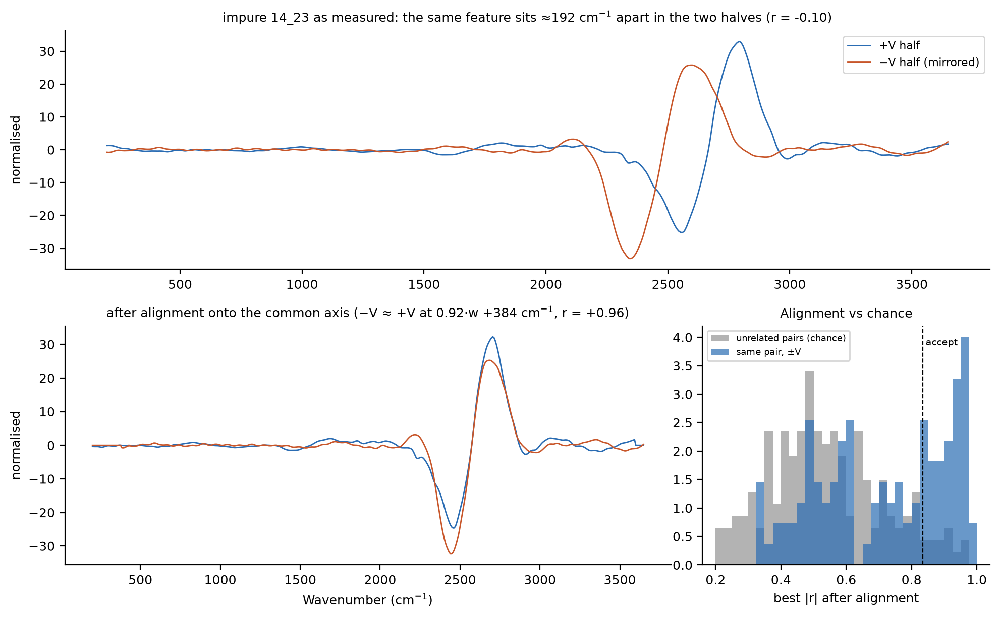 impure 14_23 as measured: the same feature sits ≈192 cm⁻¹ apart in the two halves (r = -0.10)
+V half
−V half (mirrored)
normalised
30
20
10
0
−10
−20
−30
500 1000 1500 2000 2500 3000 3500
after alignment onto the common axis (−V ≈ +V at 0.92·w +384 cm⁻¹, r = +0.96)
normalised
30
20
10
0
−10
−20
−30
500 1000 1500 2000 2500 3000 3500
Wavenumber (cm⁻¹)
Alignment vs chance
unrelated pairs (chance)
same pair, ±V
accept
4.0
3.5
3.0
2.5
2.0
1.5
1.0
0.5
0.0
0.2 0.4 0.6 0.8 1.0
best |r| after alignment